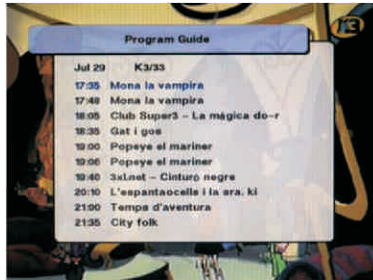 Program Guide
Jul 29 K3/33
17:35 Mona la vampira
17:48 Mona la vampira
18:05 Club Super3 - La màgica do-r
18:35 Gat i gos
19:00 Popeye el mariner
19:06 Popeye el mariner
19:40 3xl.net - Cinturó negre
20:10 L'espantaocells i la sra. ki
21:00 Temps d'aventura
21:35 City folk